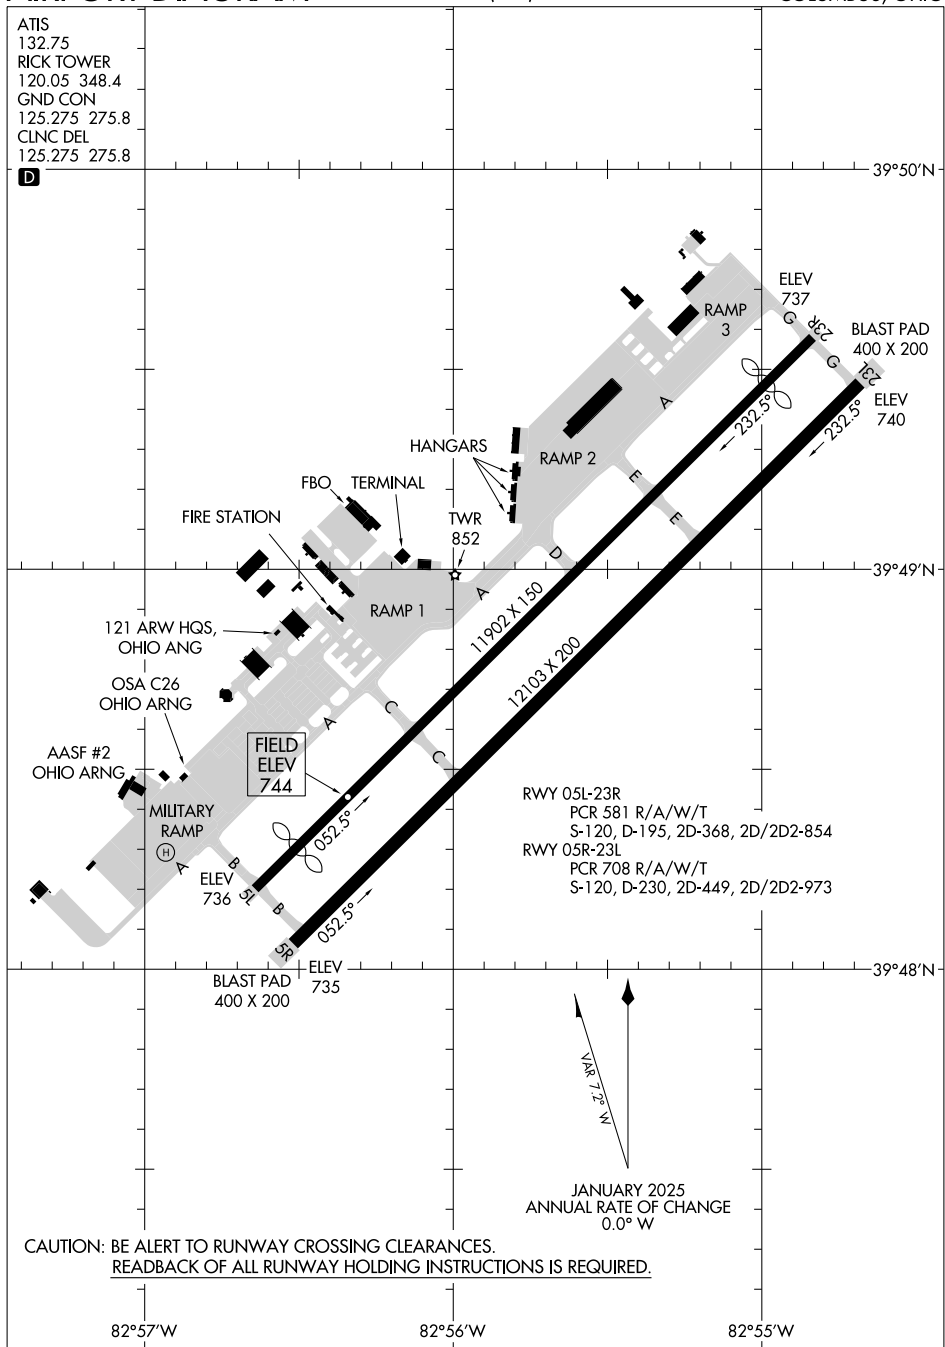 ATIS
132.75
RICK TOWER
120.05 348.4
GND CON
125.275 275.8
CLNC DEL
125.275 275.8
D
39°50'N
ELEV
737
RAMP
3
G
23R
BLAST PAD
400 X 200
G
23L
ELEV
740
A
232.5°
232.5°
HANGARS
RAMP 2
FBO
TERMINAL
E
FIRE STATION
TWR
852
E
D
39°49'N
A
RAMP 1
11902 X 150
121 ARW HQS,
OHIO ANG
12103 X 200
OSA C26
OHIO ARNG
A
C
C
FIELD
ELEV
744
AASF #2
OHIO ARNG
MILITARY
RAMP
H
A
B
052.5°
RWY 05L-23R
PCR 581 R/A/W/T
S-120, D-195, 2D-368, 2D/2D2-854
RWY 05R-23L
PCR 708 R/A/W/T
S-120, D-230, 2D-449, 2D/2D2-973
ELEV
736
5L
B
052.5°
5R
ELEV
735
BLAST PAD
400 X 200
39°48'N
VAR 7.2° W
JANUARY 2025
ANNUAL RATE OF CHANGE
0.0° W
CAUTION: BE ALERT TO RUNWAY CROSSING CLEARANCES.
READBACK OF ALL RUNWAY HOLDING INSTRUCTIONS IS REQUIRED.
82°57'W
82°56'W
82°55'W